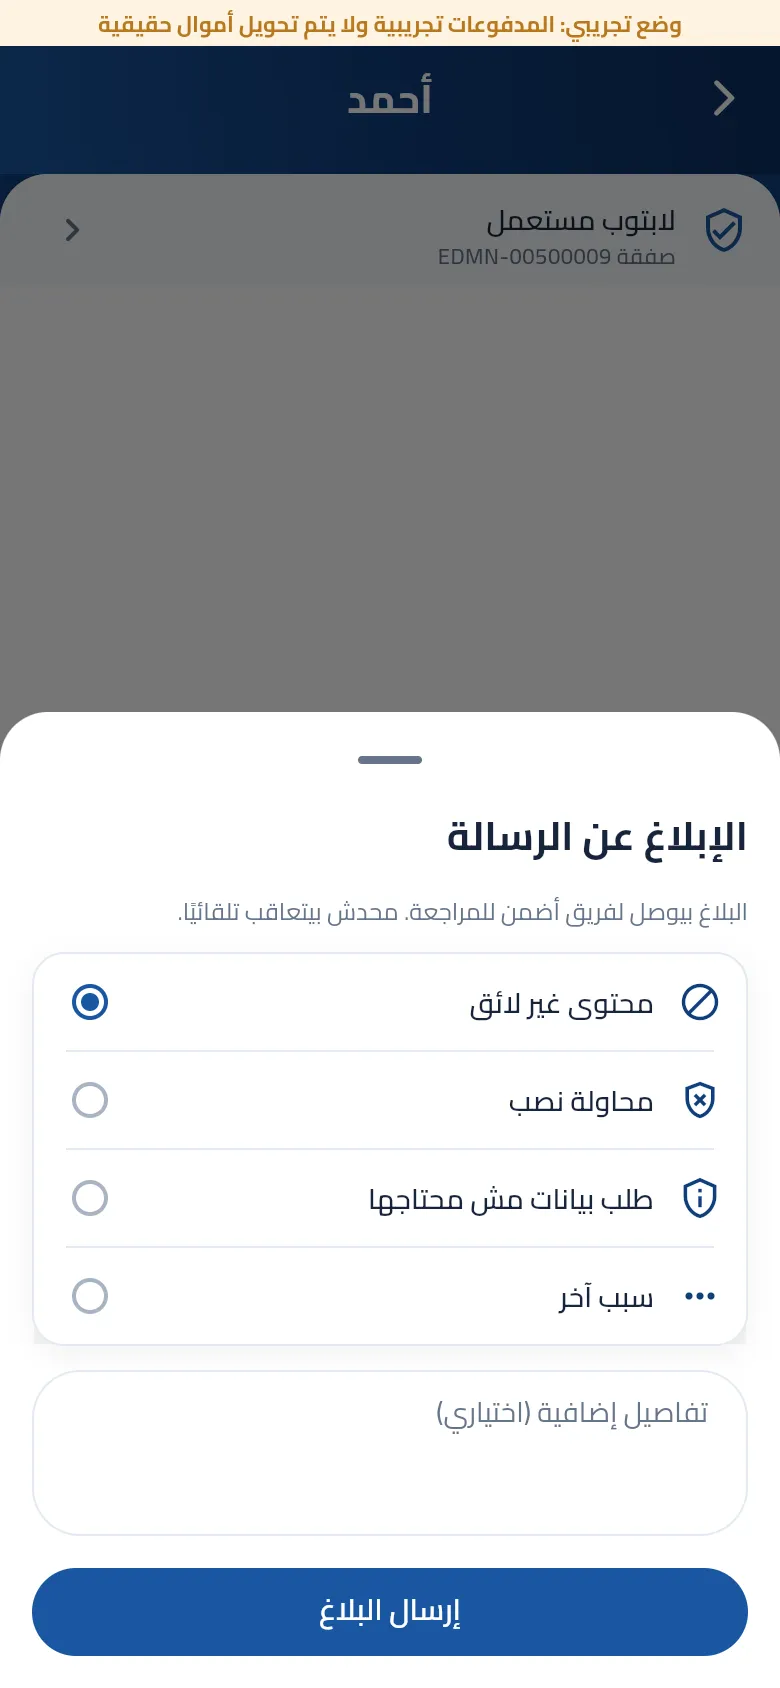 وضع تجريبي: المدفوعات تجريبية ولا يتم تحويل أموال حقيقية
أحمد
لابتوب مستعمل
صفقة EDMN-00500009
الإبلاغ عن الرسالة
البلاغ بيوصل لفريق أضمن للمراجعة. محدش بيتعاقب تلقائيًا.
محتوى غير لائق
محاولة نصب
طلب بيانات مش محتاجها
سبب آخر
تفاصيل إضافية (اختياري)
إرسال البلاغ